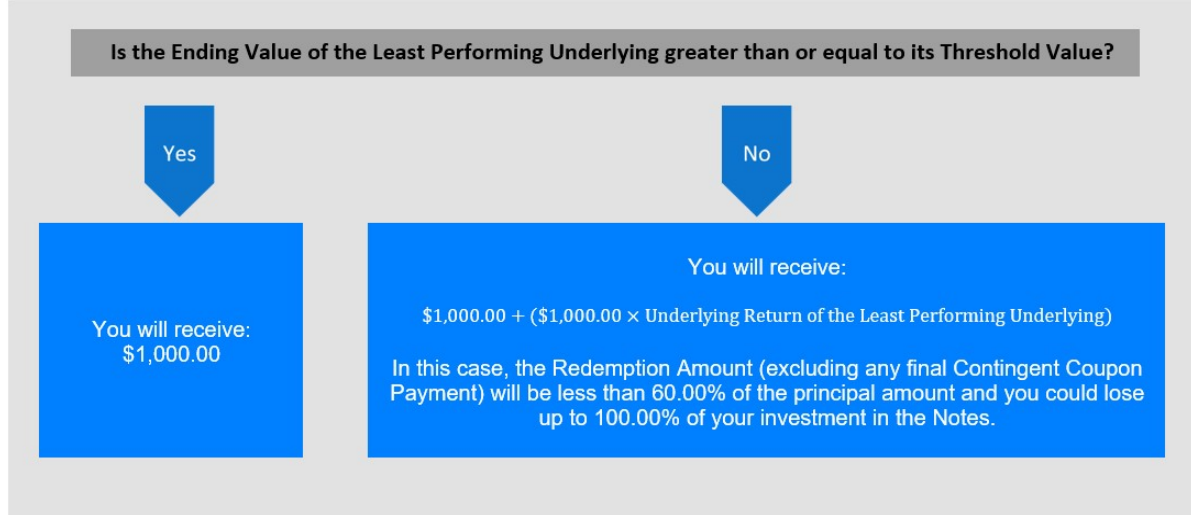 Is the Ending Value of the Least Performing Underlying greater than or equal to its Threshold Value?
Yes
No
You will receive:
$1,000.00
You will receive:
$1,000.00 + ($1,000.00 × Underlying Return of the Least Performing Underlying)
In this case, the Redemption Amount (excluding any final Contingent Coupon
Payment) will be less than 60.00% of the principal amount and you could lose
up to 100.00% of your investment in the Notes.